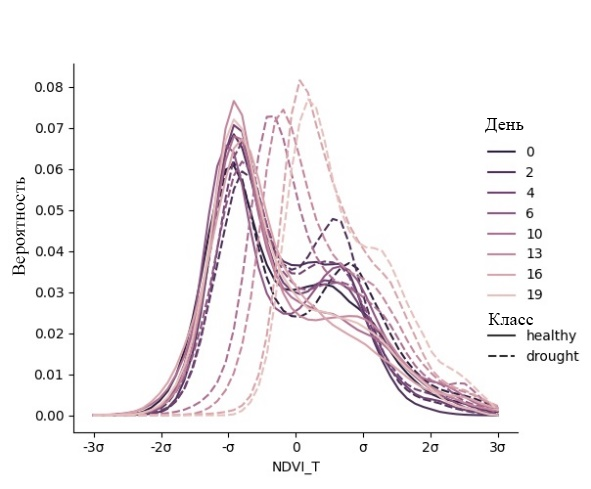 0.08
0.07
0.06
0.05
0.04
0.03
0.02
0.01
0.00
Вероятность
-3σ -2σ -σ 0 σ 2σ 3σ
NDVI_T
День
0
2
4
6
10
13
16
19
Класс
healthy
drought